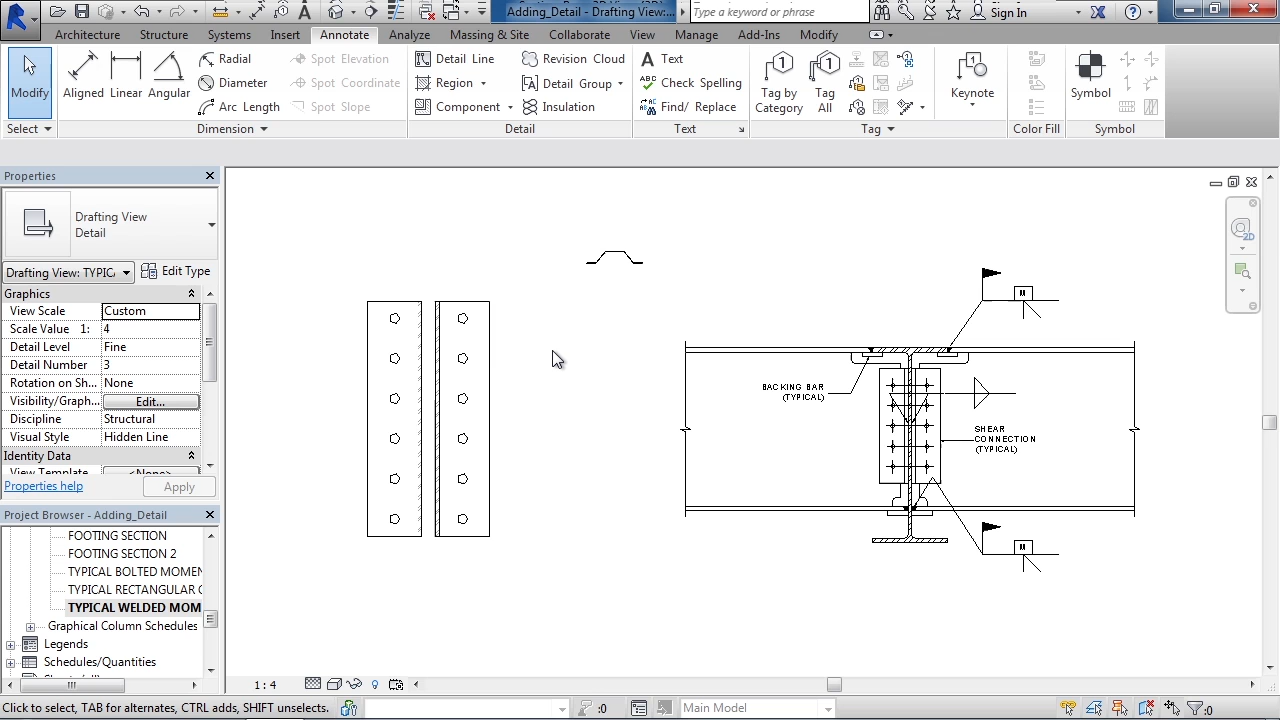 Adding_Detail - Drafting View:...
Type a keyword or phrase
Sign In
Architecture Structure Systems Insert Annotate Analyze Massing & Site Collaborate View Manage Add-Ins Modify
Modify
Select
Aligned Linear Angular
Radial
Diameter
Arc Length
Spot Elevation
Spot Coordinate
Spot Slope
Dimension
Detail Line
Region
Component
Revision Cloud
Detail Group
Insulation
Detail
Text
Check Spelling
Find/ Replace
Text
Tag by
Category
Tag
All
Tag
Keynote
Color Fill
Symbol
Symbol
Properties
Drafting View
Detail
Drafting View: TYPIC
Edit Type
Graphics
View Scale Custom
Scale Value 1: 4
Detail Level Fine
Detail Number 3
Rotation on Sh... None
Visibility/Graph... Edit...
Discipline Structural
Visual Style Hidden Line
Identity Data
View Template <None>
Properties help
Apply
Project Browser - Adding_Detail
FOOTING SECTION
FOOTING SECTION 2
TYPICAL BOLTED MOMEN
TYPICAL RECTANGULAR C
TYPICAL WELDED MOM
Graphical Column Schedules
Legends
Schedules/Quantities
BACKING BAR
(TYPICAL)
SHEAR
CONNECTION
(TYPICAL)
2D
1 : 4
Click to select, TAB for alternates, CTRL adds, SHIFT unselects.
:0
Main Model
:0